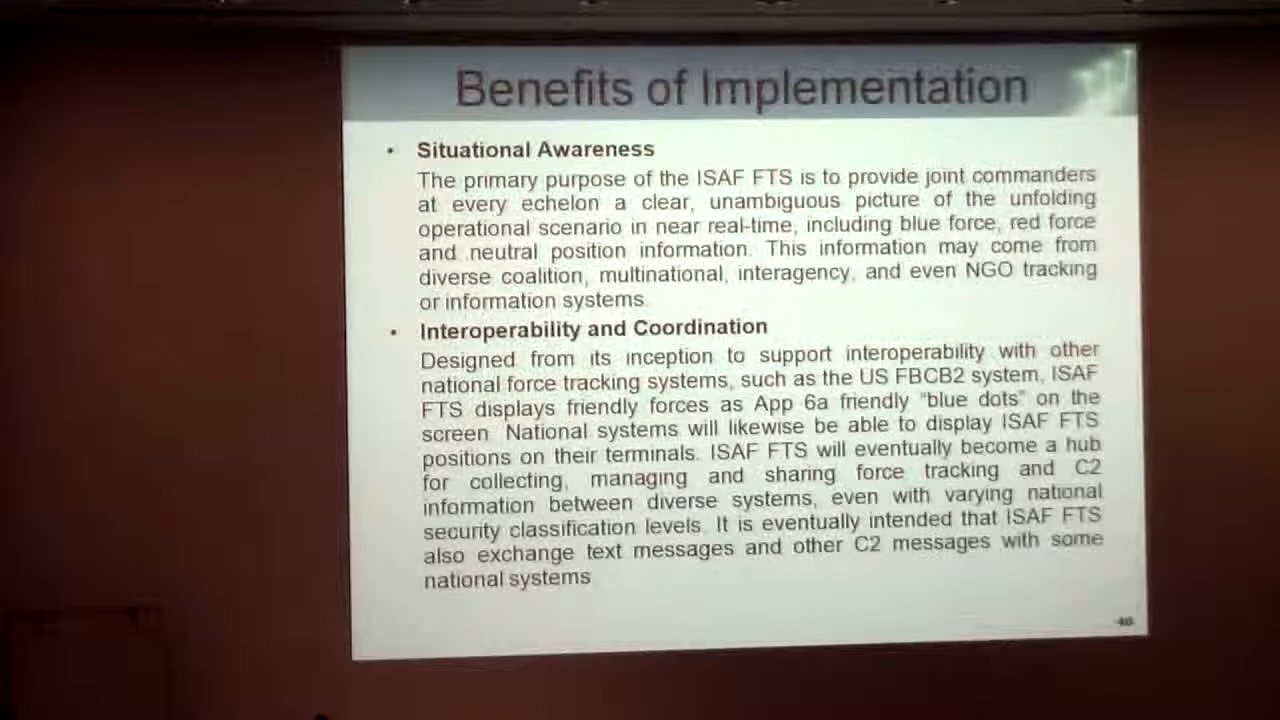 Benefits of Implementation
• Situational Awareness
The primary purpose of the ISAF FTS is to provide joint commanders
at every echelon a clear, unambiguous picture of the unfolding
operational scenario in near real-time, including blue force, red force
and neutral position information. This information may come from
diverse coalition, multinational, interagency, and even NGO tracking
or information systems.
• Interoperability and Coordination
Designed from its inception to support interoperability with other
national force tracking systems, such as the US FBCB2 system, ISAF
FTS displays friendly forces as App 6a friendly “blue dots” on the
screen. National systems will likewise be able to display ISAF FTS
positions on their terminals. ISAF FTS will eventually become a hub
for collecting, managing and sharing force tracking and C2
information between diverse systems, even with varying national
security classification levels. It is eventually intended that ISAF FTS
also exchange text messages and other C2 messages with some
national systems